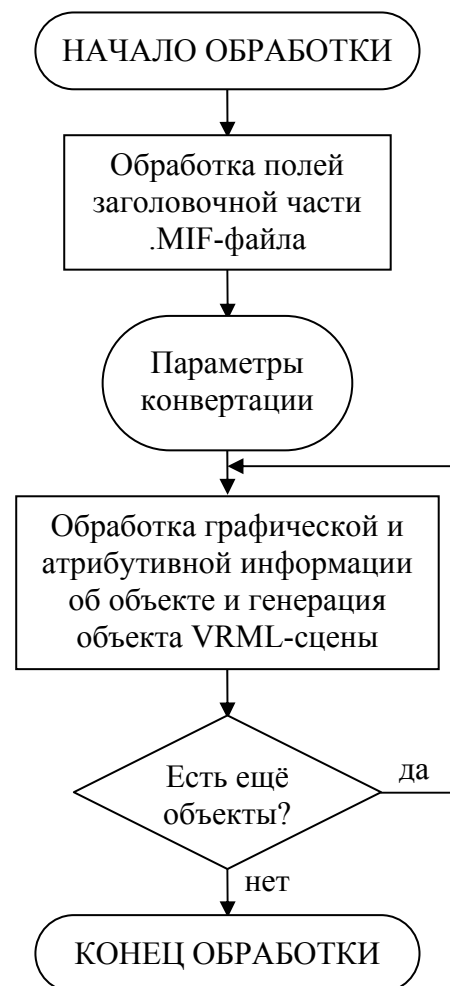 НАЧАЛО ОБРАБОТКИ
Обработка полей
заголовочной части
.MIF-файла
Параметры
конвертации
Обработка графической и
атрибутивной информации
об объекте и генерация
объекта VRML-сцены
Есть ещё
объекты?
да
нет
КОНЕЦ ОБРАБОТКИ